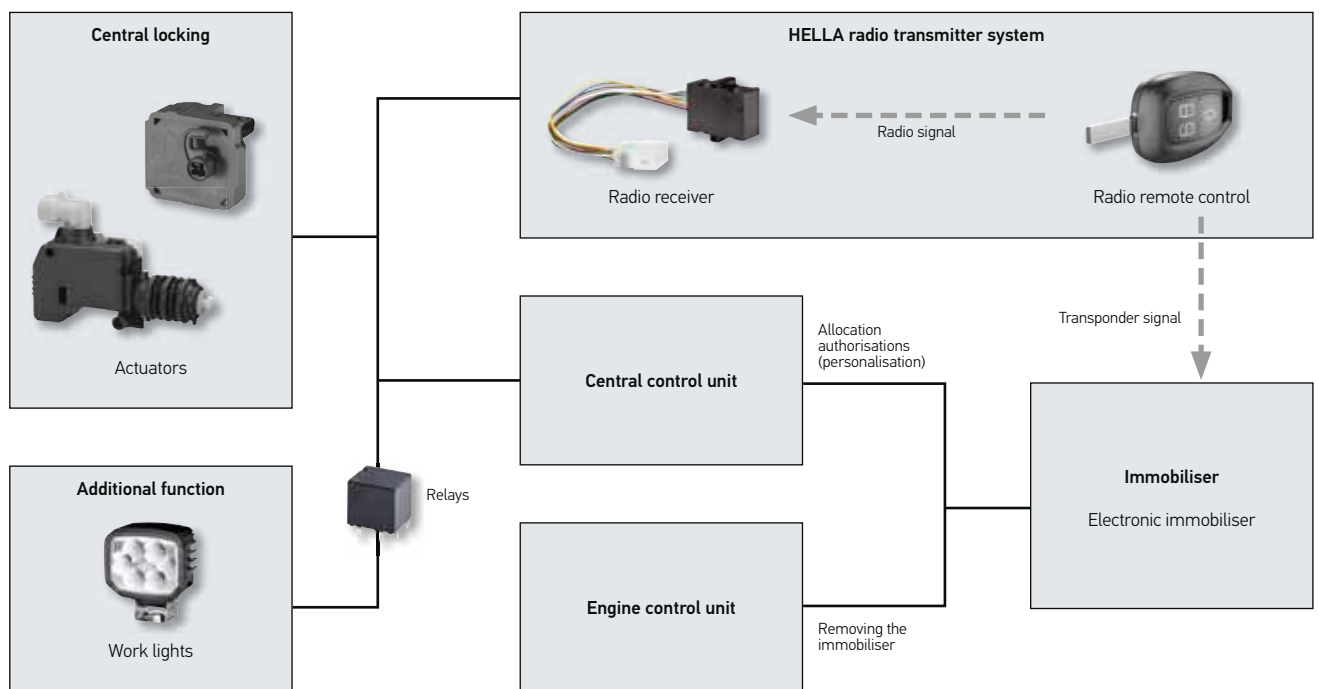 Central locking
Actuators
HELLA radio transmitter system
Radio signal
Radio receiver
Radio remote control
Transponder signal
Central control unit
Allocation
authorisations
(personalisation)
Additional function
Work lights
Relays
Engine control unit
Removing the
immobiliser
Immobiliser
Electronic immobiliser